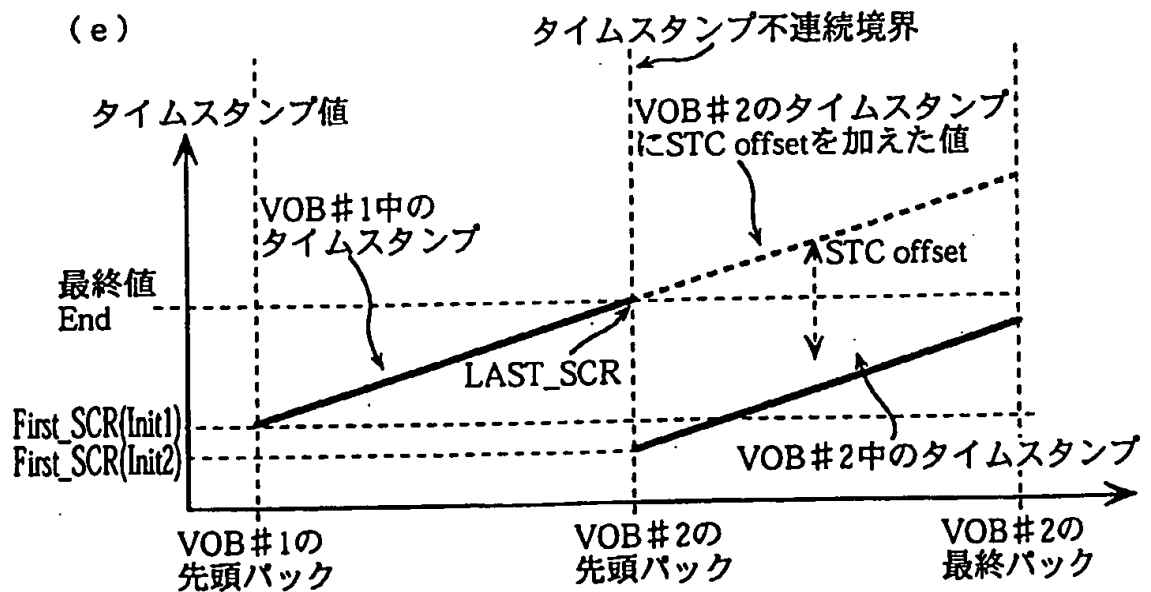 (e)
タイムスタンプ不連続境界
タイムスタンプ値
VOB#2のタイムスタンプ
にSTC offsetを加えた値
VOB#1中の
タイムスタンプ
STC offset
最終値
End
LAST_SCR
First_SCR(Init1)
First_SCR(Init2)
VOB#2中のタイムスタンプ
VOB#1の
先頭パック
VOB#2の
先頭パック
VOB#2の
最終パック